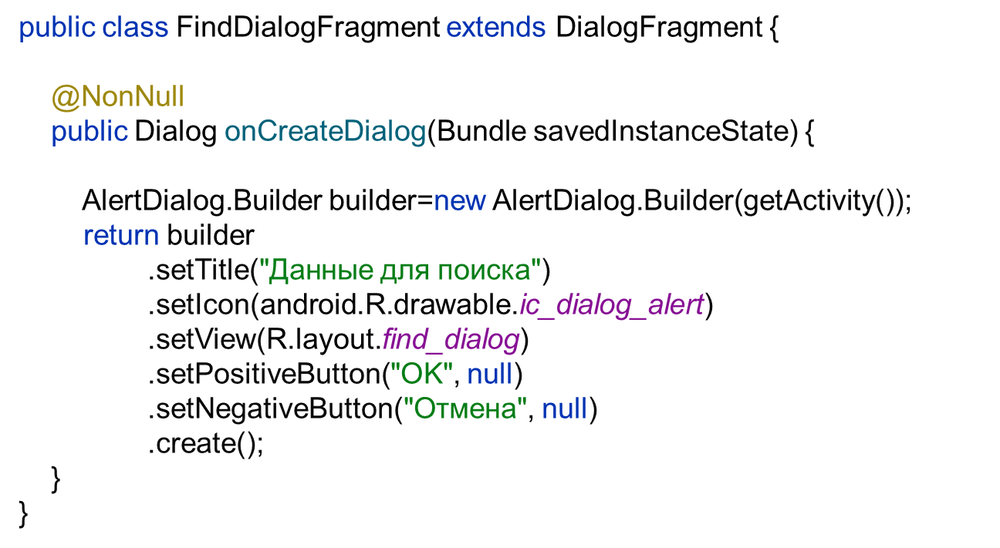 public class FindDialogFragment extends DialogFragment {
@NonNull
public Dialog onCreateDialog(Bundle savedInstanceState) {
AlertDialog.Builder builder=new AlertDialog.Builder(getActivity());
return builder
.setTitle("Данные для поиска")
.setIcon(android.R.drawable.ic_dialog_alert)
.setView(R.layout.find_dialog)
.setPositiveButton("OK", null)
.setNegativeButton("Отмена", null)
.create();
}
}